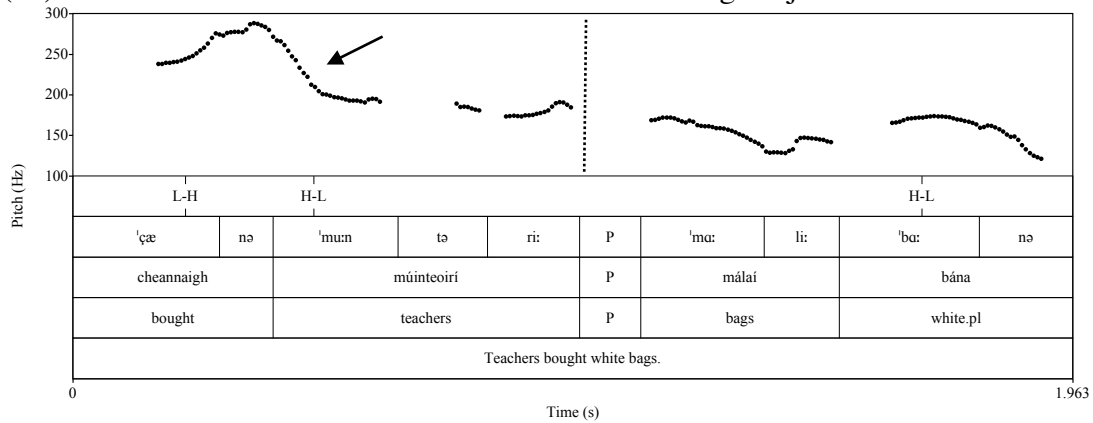 300
250
200
150
100
Pitch (Hz)
L-H H-L H-L
ˈçæ nə ˈmuːn tə riː P ˈmɑː liː ˈbɑː nə
cheannaigh múinteoirí P málaí bána
bought teachers P bags white.pl
Teachers bought white bags.
0 1.963
Time (s)